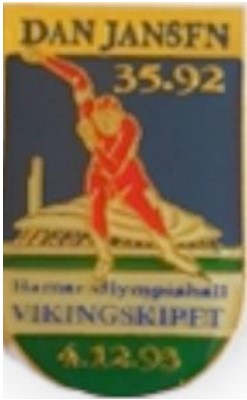 DAN JANSEN
35.92
Hamar olympiahall
VIKINGSKIPET
4.12-93